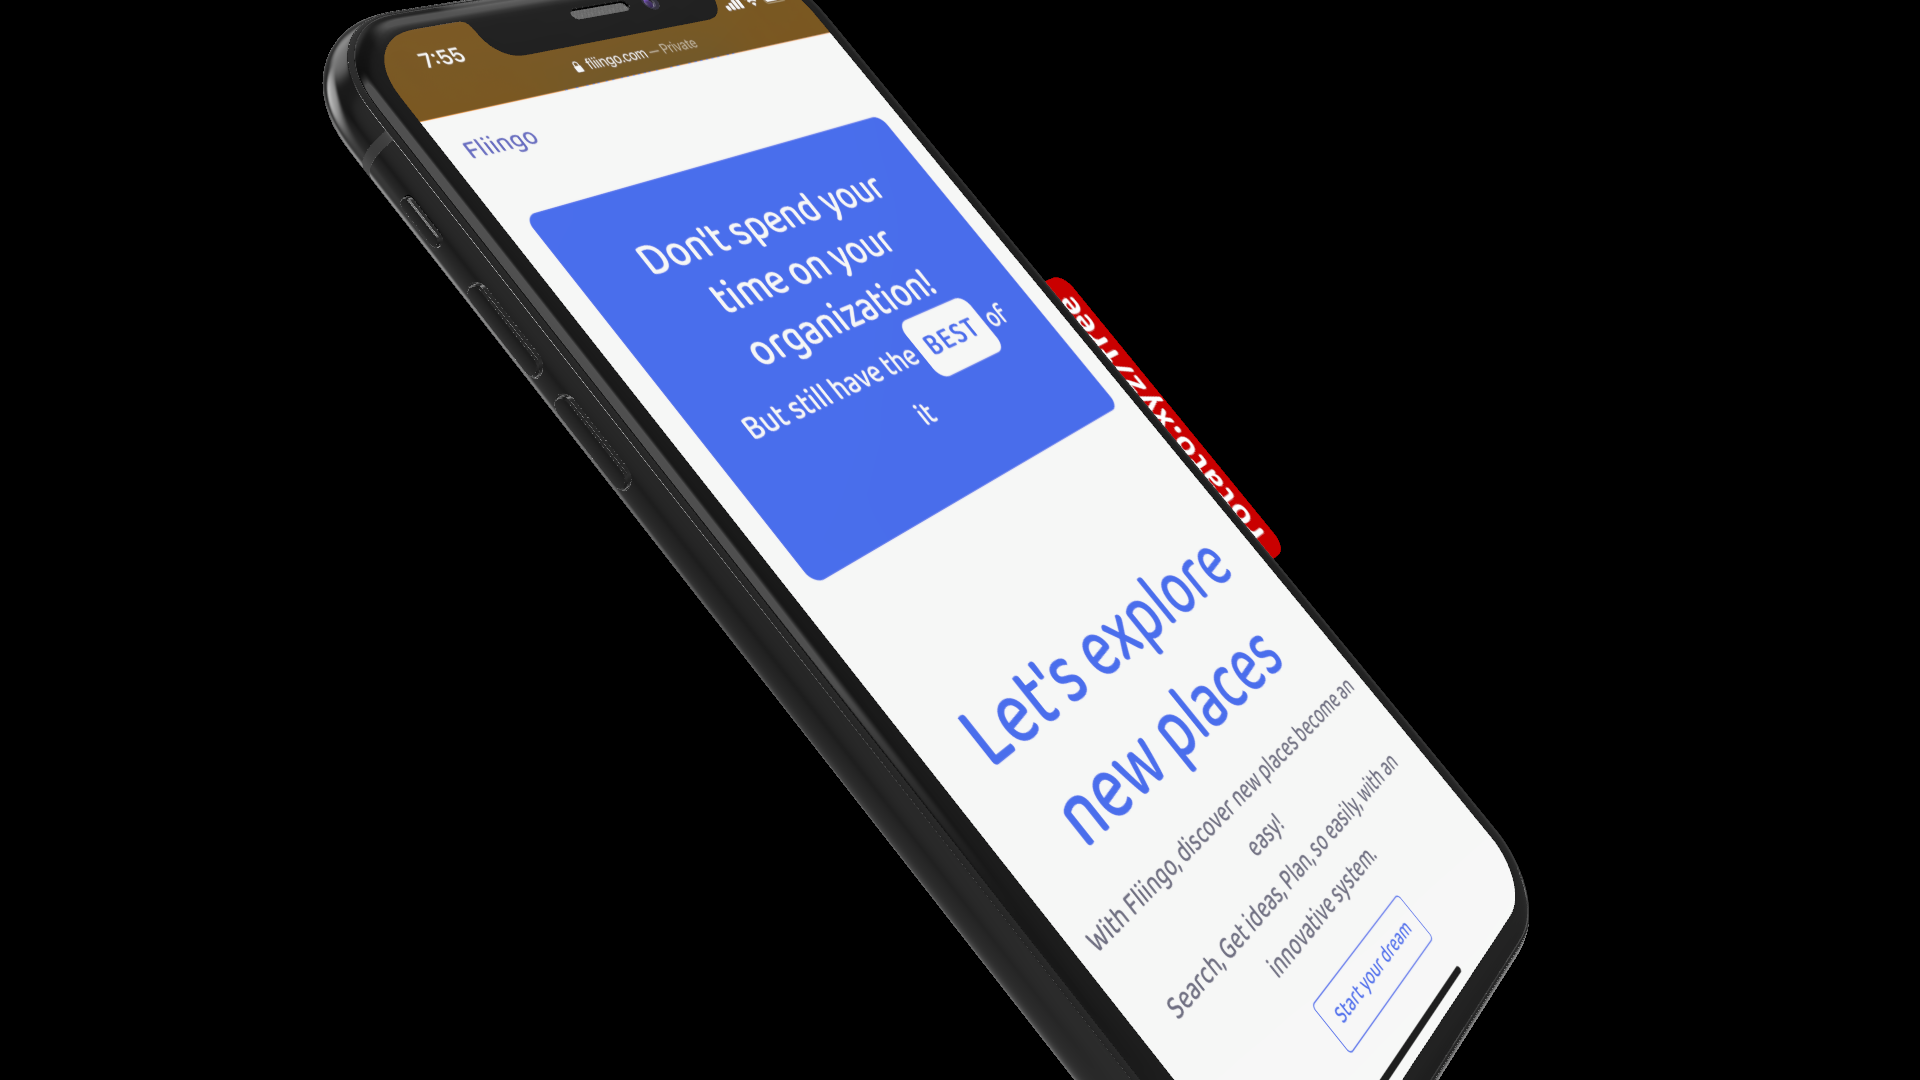 7:55
fliingo.com — Private
Fliingo
Don't spend your
time on your
organization!
But still have the BEST of
it
Let's explore
new places
With Fliingo, discover new places become an
easy!
Search, Get ideas, Plan, so easily, with an
innovative system.
Start your dream
rotato.xyz/free